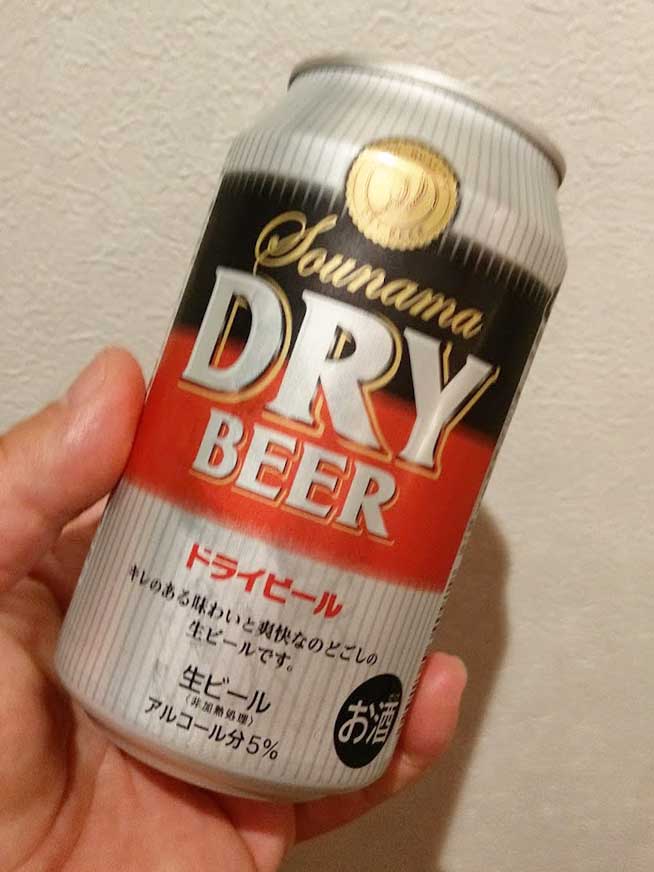 Sounama
DRY
BEER
ドライビール
キレのある味わいと爽快なのどごしの
生ビールです。
生ビール
〈非加熱処理〉
アルコール分5%
お酒